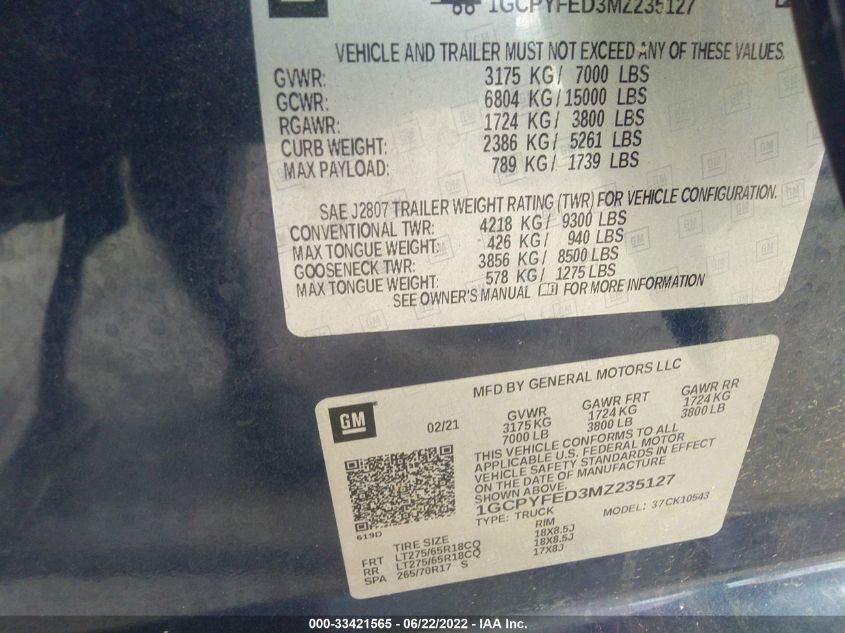 GM 1GCPYFED3MZ235127
VEHICLE AND TRAILER MUST NOT EXCEED ANY OF THESE VALUES.
GVWR: 3175 KG/ 7000 LBS
GCWR: 6804 KG/15000 LBS
RGAWR: 1724 KG/ 3800 LBS
CURB WEIGHT: 2386 KG/ 5261 LBS
MAX PAYLOAD: 789 KG/ 1739 LBS
SAE J2807 TRAILER WEIGHT RATING (TWR) FOR VEHICLE CONFIGURATION.
CONVENTIONAL TWR: 4218 KG/ 9300 LBS
MAX TONGUE WEIGHT: 426 KG/ 940 LBS
GOOSENECK TWR: 3856 KG/ 8500 LBS
MAX TONGUE WEIGHT: 578 KG/ 1275 LBS
SEE OWNER'S MANUAL FOR MORE INFORMATION
MFD BY GENERAL MOTORS LLC
GM 02/21 GVWR GAWR FRT GAWR RR
3175 KG 1724 KG 1724 KG
7000 LB 3800 LB 3800 LB
THIS VEHICLE CONFORMS TO ALL
APPLICABLE U.S. FEDERAL MOTOR
VEHICLE SAFETY STANDARDS IN EFFECT
ON THE DATE OF MANUFACTURE
SHOWN ABOVE.
1GCPYFED3MZ235127
TYPE: TRUCK MODEL: 37CK10543
619D
TIRE SIZE RIM
FRT LT275/65R18CQ 18X8.5J
RR LT275/65R18CQ 18X8.5J
SPA 265/70R17 S 17X8J
000-33421565 - 06/22/2022 - IAA Inc.